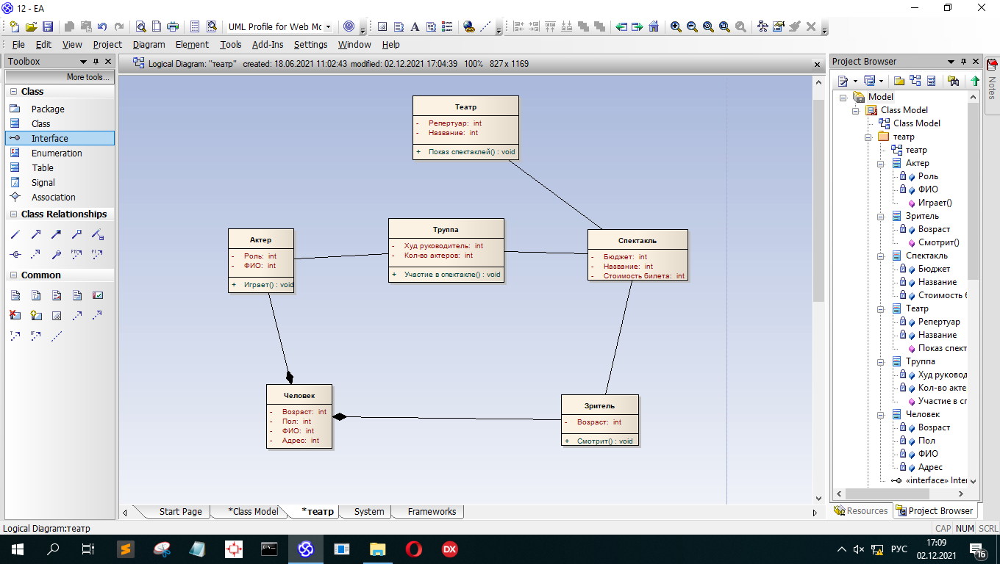 12 - EA
UML Profile for Web Mo
File Edit View Project Diagram Element Tools Add-Ins Settings Window Help
Toolbox
More tools...
Class
Package
Class
Interface
Enumeration
Table
Signal
Association
Class Relationships
Common
Logical Diagram: "театр" created: 18.06.2021 11:02:43 modified: 02.12.2021 17:04:39 100% 827 x 1169
Театр
- Репертуар: int
- Название: int
+ Показ спектаклей() : void
Актер
- Роль: int
- ФИО: int
+ Играет() : void
Труппа
- Худ руководитель: int
- Кол-во актеров: int
+ Участие в спектакле() : void
Спектакль
- Бюджет: int
- Название: int
- Стоимость билета: int
Человек
- Возраст: int
- Пол: int
- ФИО: int
- Адрес: int
Зритель
- Возраст: int
+ Смотрит() : void
Start Page *Class Model *театр System Frameworks
Project Browser
Model
Class Model
Class Model
театр
театр
Актер
Роль
ФИО
Играет()
Зритель
Возраст
Смотрит()
Спектакль
Бюджет
Название
Стоимость б
Театр
Репертуар
Название
Показ спект
Труппа
Худ руковод
Кол-во акте
Участие в сп
Человек
Возраст
Пол
ФИО
Адрес
«interface» Inter
Resources Project Browser
Notes
Logical Diagram:театр
CAP NUM SCRL
DX
РУС
17:09
02.12.2021
16